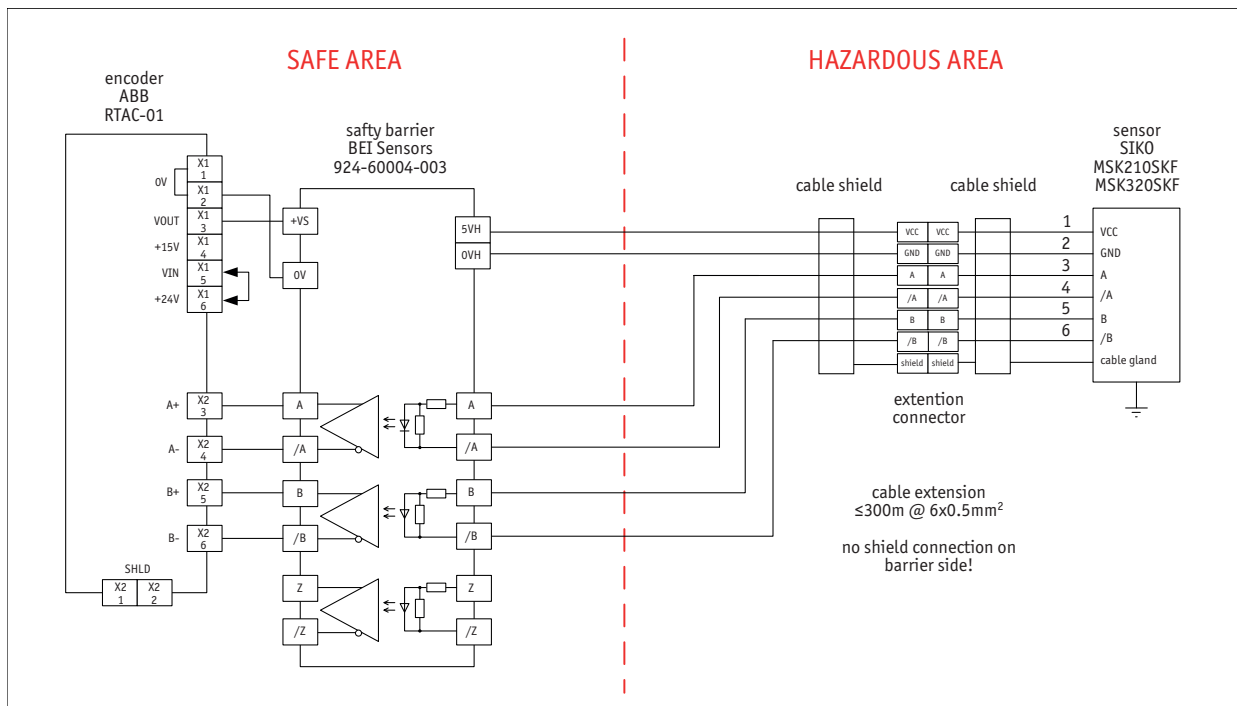 SAFE AREA
HAZARDOUS AREA
encoder
ABB
RTAC-01
safty barrier
BEI Sensors
924-60004-003
sensor
SIKO
MSK210SKF
MSK320SKF
cable shield
cable shield
0V
X1
1
X1
2
VOUT
X1
3
+15V
X1
4
VIN
X1
5
+24V
X1
6
+VS
0V
5VH
0VH
VCC VCC 1 VCC
GND GND 2 GND
A A 3 A
/A /A 4 /A
B B 5 B
/B /B 6 /B
shield shield cable gland
extention
connector
A+
X2
3
A-
X2
4
B+
X2
5
B-
X2
6
SHLD
X2
1
X2
2
A A
/A /A
B B
/B /B
Z Z
/Z /Z
cable extension
≤300m @ 6x0.5mm²
no shield connection on
barrier side!